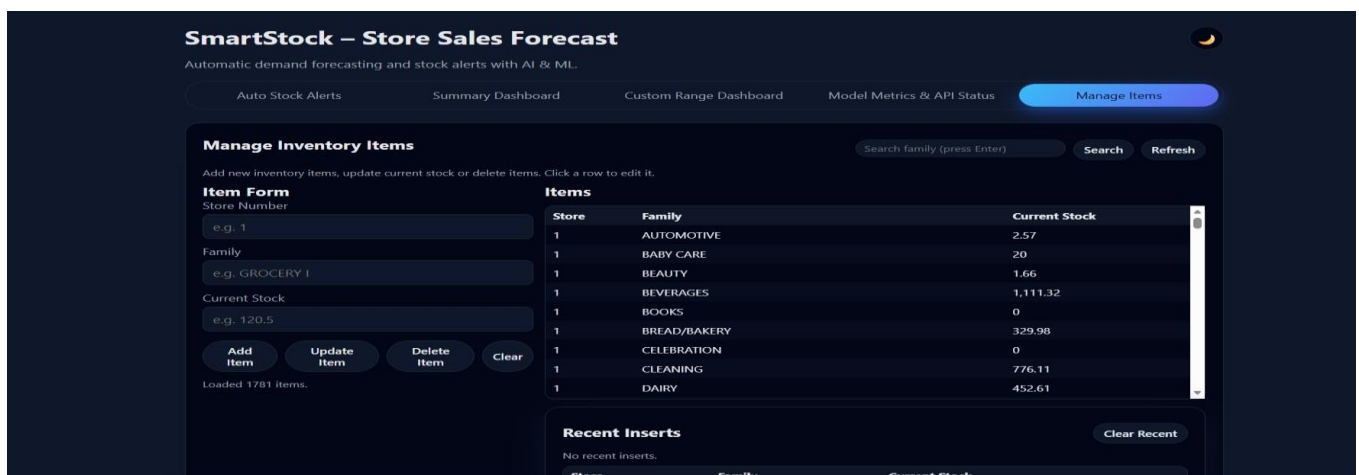 SmartStock – Store Sales Forecast
Automatic demand forecasting and stock alerts with AI & ML.
Auto Stock Alerts Summary Dashboard Custom Range Dashboard Model Metrics & API Status Manage Items
Manage Inventory Items
Search family (press Enter) Search Refresh
Add new inventory items, update current stock or delete items. Click a row to edit it.
Item Form
Store Number
e.g. 1
Family
e.g. GROCERY I
Current Stock
e.g. 120.5
Add Item Update Item Delete Item Clear
Loaded 1781 items.
Items
Store Family Current Stock
1 AUTOMOTIVE 2.57
1 BABY CARE 20
1 BEAUTY 1.66
1 BEVERAGES 1,111.32
1 BOOKS 0
1 BREAD/BAKERY 329.98
1 CELEBRATION 0
1 CLEANING 776.11
1 DAIRY 452.61
Recent Inserts Clear Recent
No recent inserts.
Store Family Current Stock